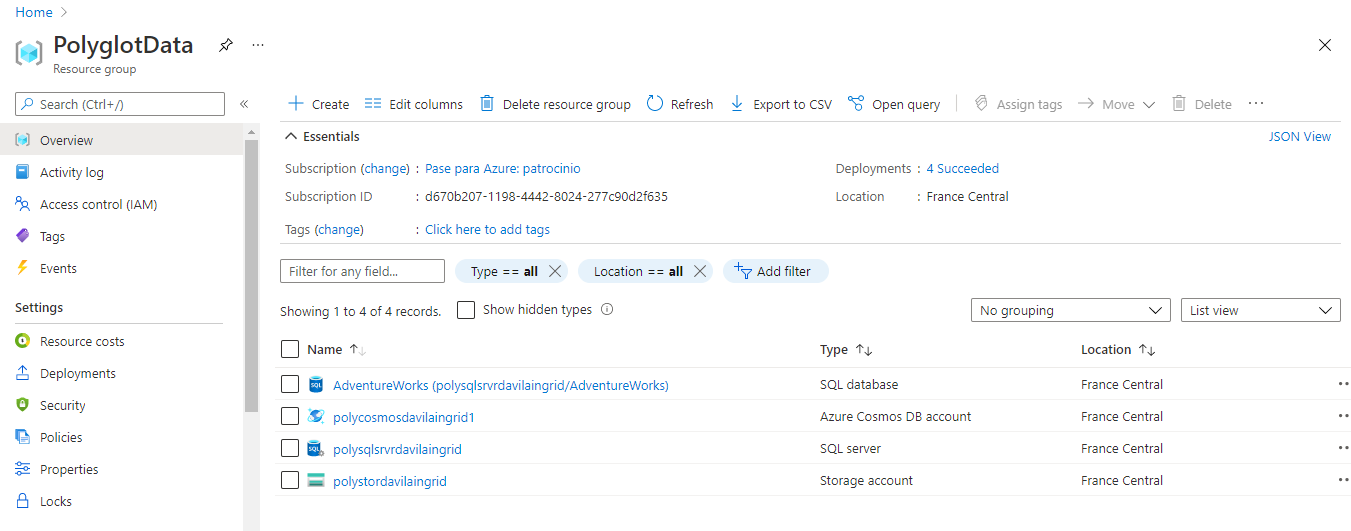 Home
PolyglotData
Resource group
Search (Ctrl+/)
Overview
Activity log
Access control (IAM)
Tags
Events
Settings
Resource costs
Deployments
Security
Policies
Properties
Locks
Create Edit columns Delete resource group Refresh Export to CSV Open query Assign tags Move Delete
Essentials JSON View
Subscription (change) : Pase para Azure: patrocinio Deployments : 4 Succeeded
Subscription ID : d670b207-1198-4442-8024-277c90d2f635 Location : France Central
Tags (change) : Click here to add tags
Filter for any field... Type == all Location == all Add filter
Showing 1 to 4 of 4 records. Show hidden types No grouping List view
Name Type Location
AdventureWorks (polysqlsrvrdavilaingrid/AdventureWorks) SQL database France Central
polycosmosdavilaingrid1 Azure Cosmos DB account France Central
polysqlsrvrdavilaingrid SQL server France Central
polystordavilaingrid Storage account France Central